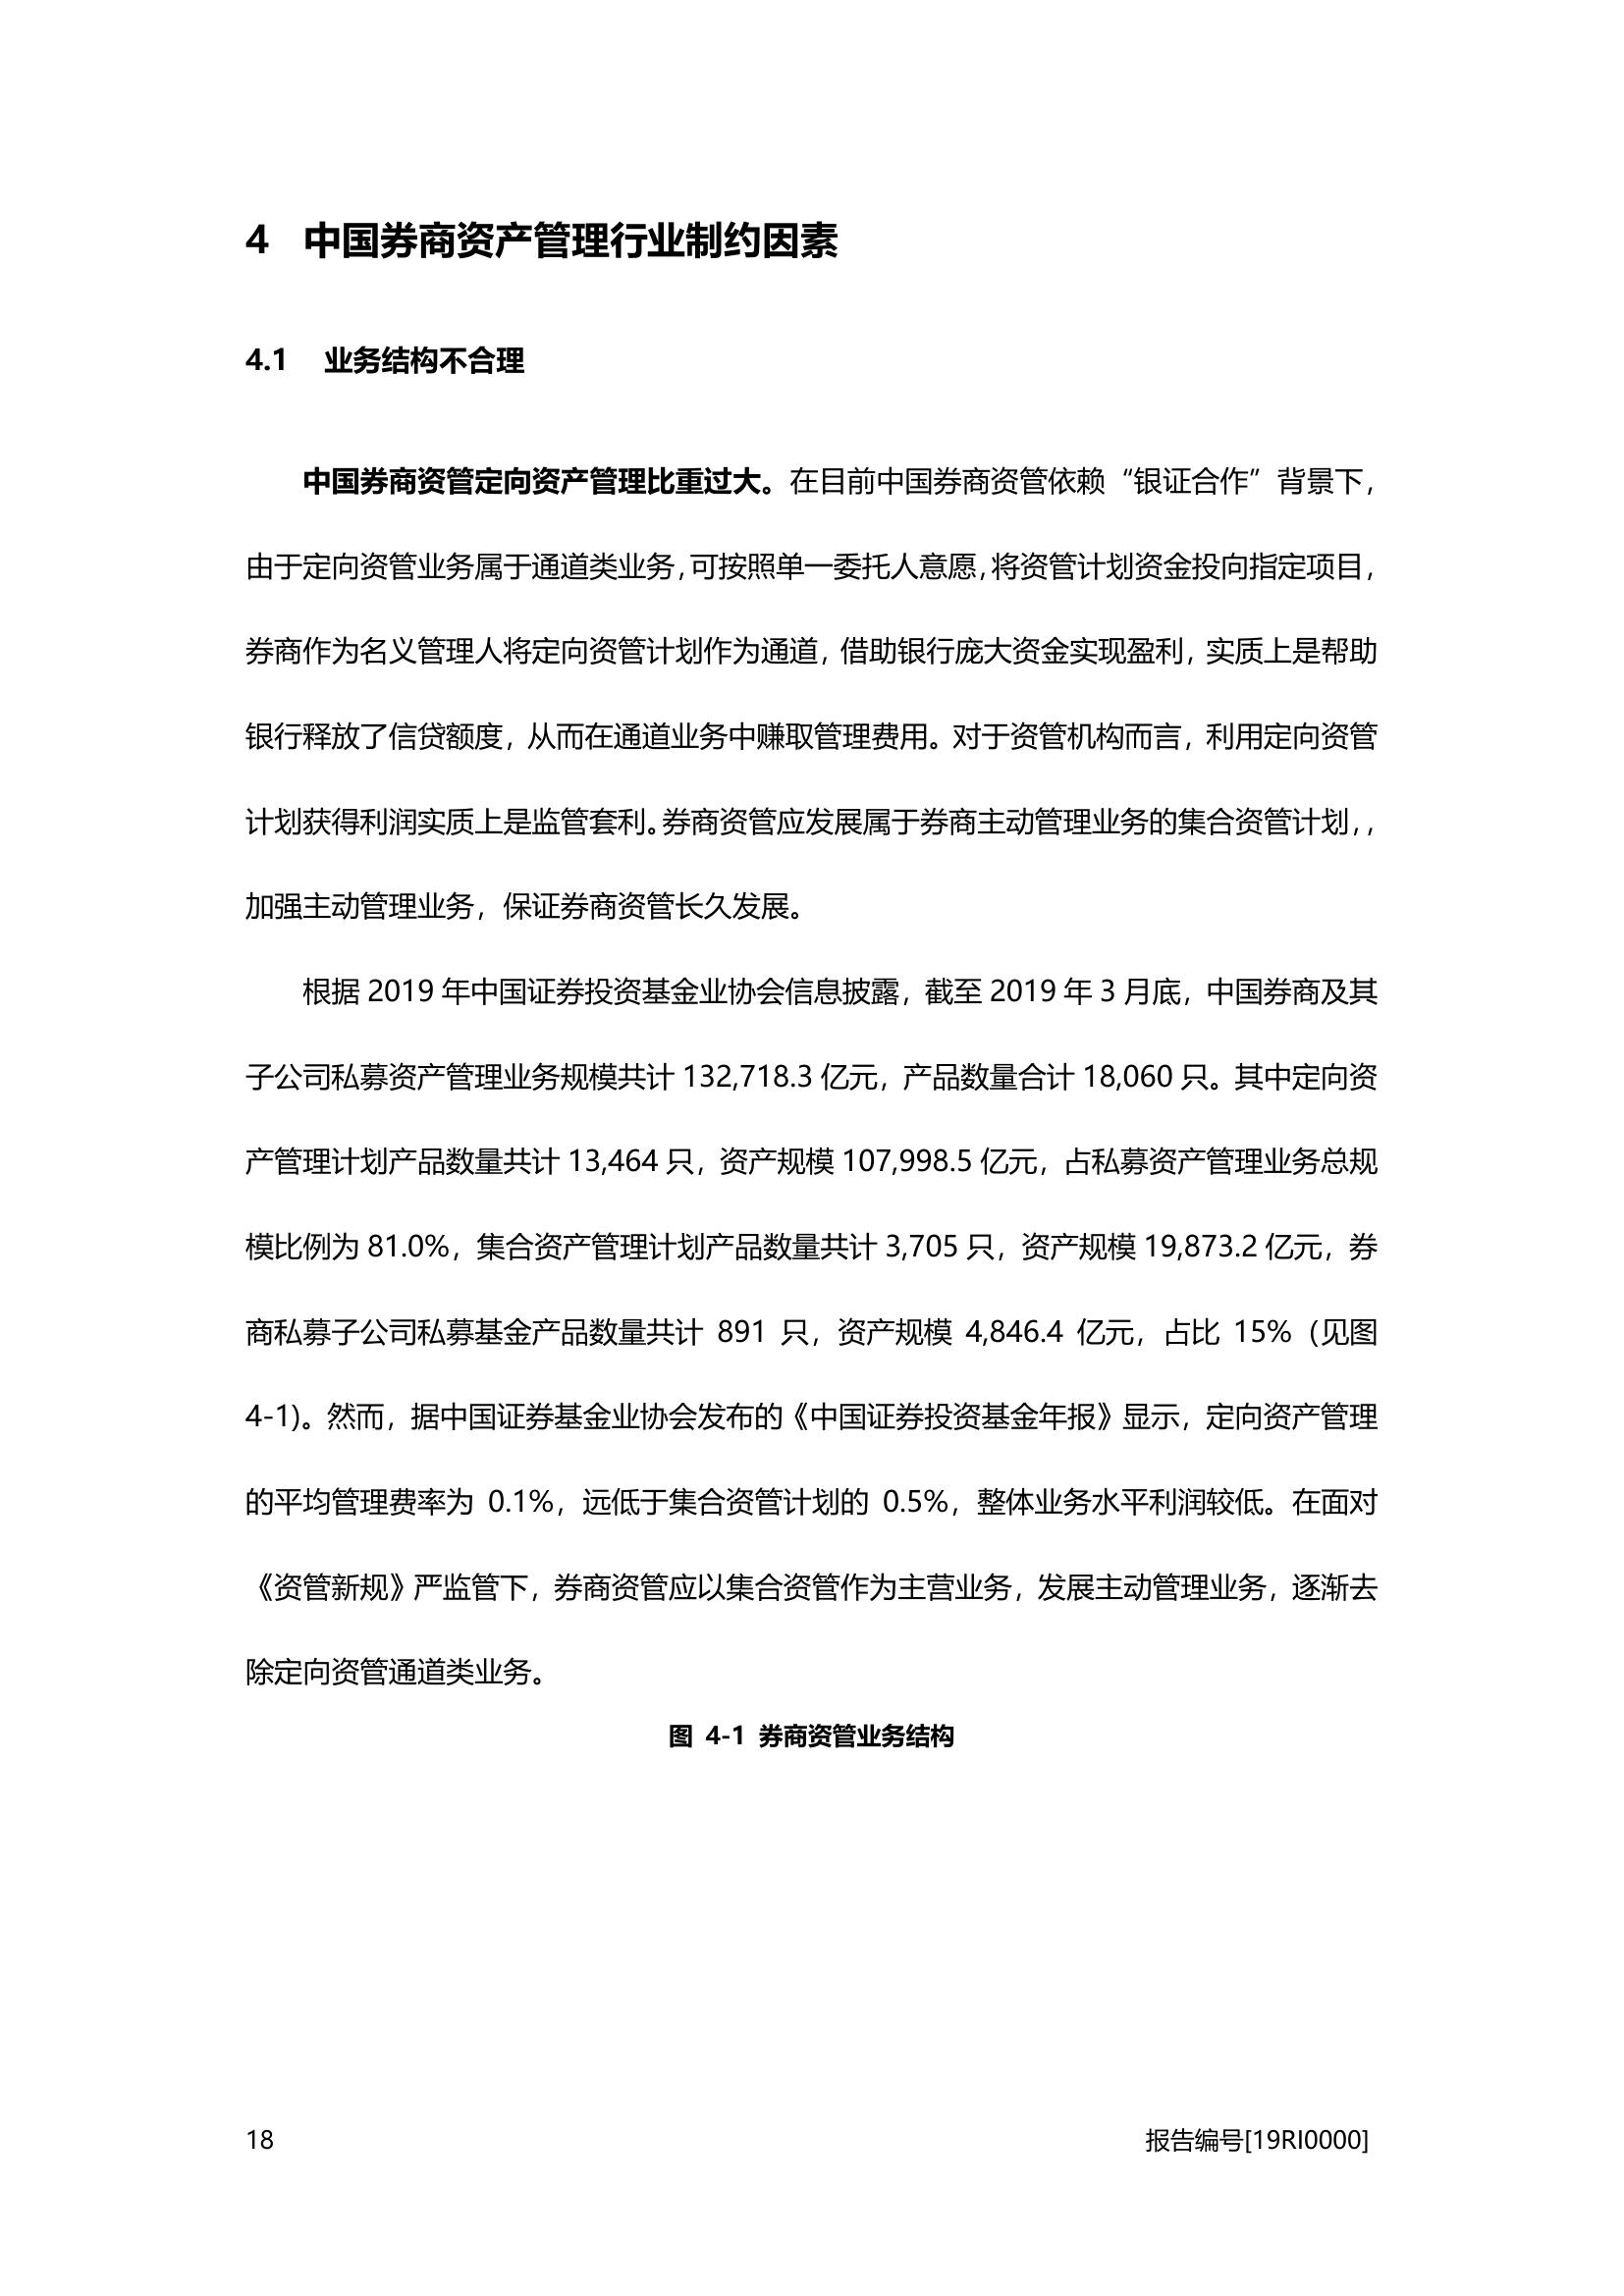 4 中国券商资产管理行业制约因素
4.1 业务结构不合理
中国券商资管定向资产管理比重过大。在目前中国券商资管依赖“银证合作”背景下，
由于定向资管业务属于通道类业务，可按照单一委托人意愿，将资管计划资金投向指定项目，
券商作为名义管理人将定向资管计划作为通道，借助银行庞大资金实现盈利，实质上是帮助
银行释放了信贷额度，从而在通道业务中赚取管理费用。对于资管机构而言，利用定向资管
计划获得利润实质上是监管套利。券商资管应发展属于券商主动管理业务的集合资管计划，，
加强主动管理业务，保证券商资管长久发展。
根据 2019 年中国证券投资基金业协会信息披露，截至 2019 年 3 月底，中国券商及其
子公司私募资产管理业务规模共计 132,718.3 亿元，产品数量合计 18,060 只。其中定向资
产管理计划产品数量共计 13,464 只，资产规模 107,998.5 亿元，占私募资产管理业务总规
模比例为 81.0%，集合资产管理计划产品数量共计 3,705 只，资产规模 19,873.2 亿元，券
商私募子公司私募基金产品数量共计 891 只，资产规模 4,846.4 亿元，占比 15%（见图
4-1)。然而，据中国证券基金业协会发布的《中国证券投资基金年报》显示，定向资产管理
的平均管理费率为 0.1%，远低于集合资管计划的 0.5%，整体业务水平利润较低。在面对
《资管新规》严监管下，券商资管应以集合资管作为主营业务，发展主动管理业务，逐渐去
除定向资管通道类业务。
图 4-1 券商资管业务结构
18 报告编号[19RI0000]